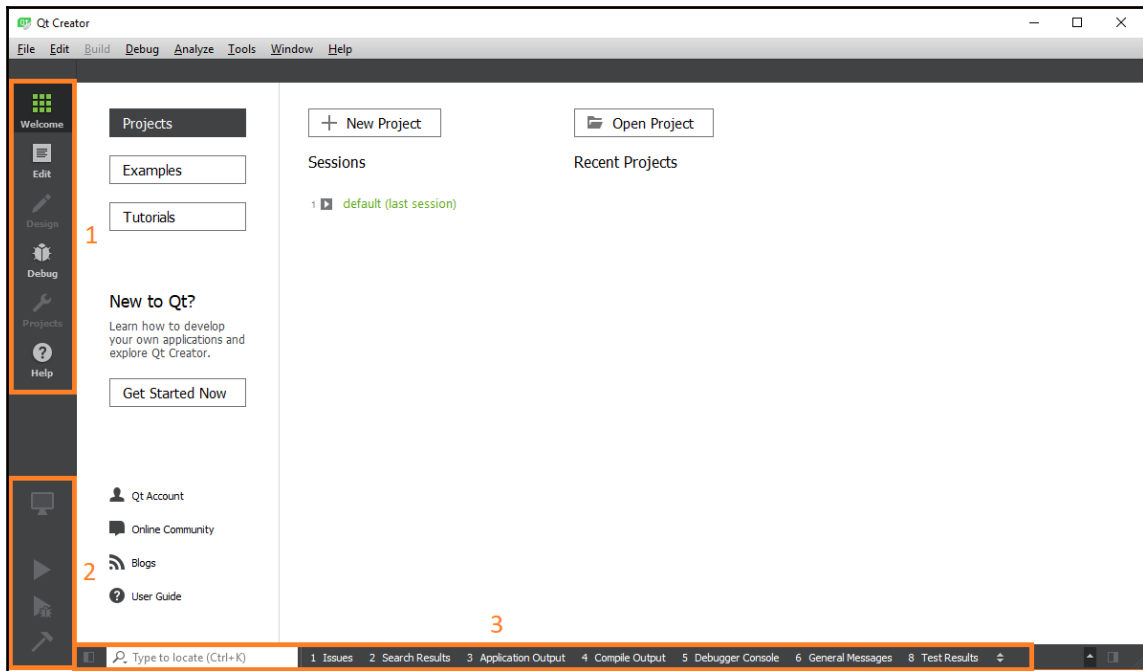 Qt Creator
File Edit Build Debug Analyze Tools Window Help
Welcome
Edit
Design
Debug
Projects
Help
1
2
Projects
Examples
Tutorials
New to Qt?
Learn how to develop
your own applications and
explore Qt Creator.
Get Started Now
Qt Account
Online Community
Blogs
User Guide
New Project
Open Project
Sessions
Recent Projects
1 default (last session)
3
Type to locate (Ctrl+K)
1 Issues 2 Search Results 3 Application Output 4 Compile Output 5 Debugger Console 6 General Messages 8 Test Results